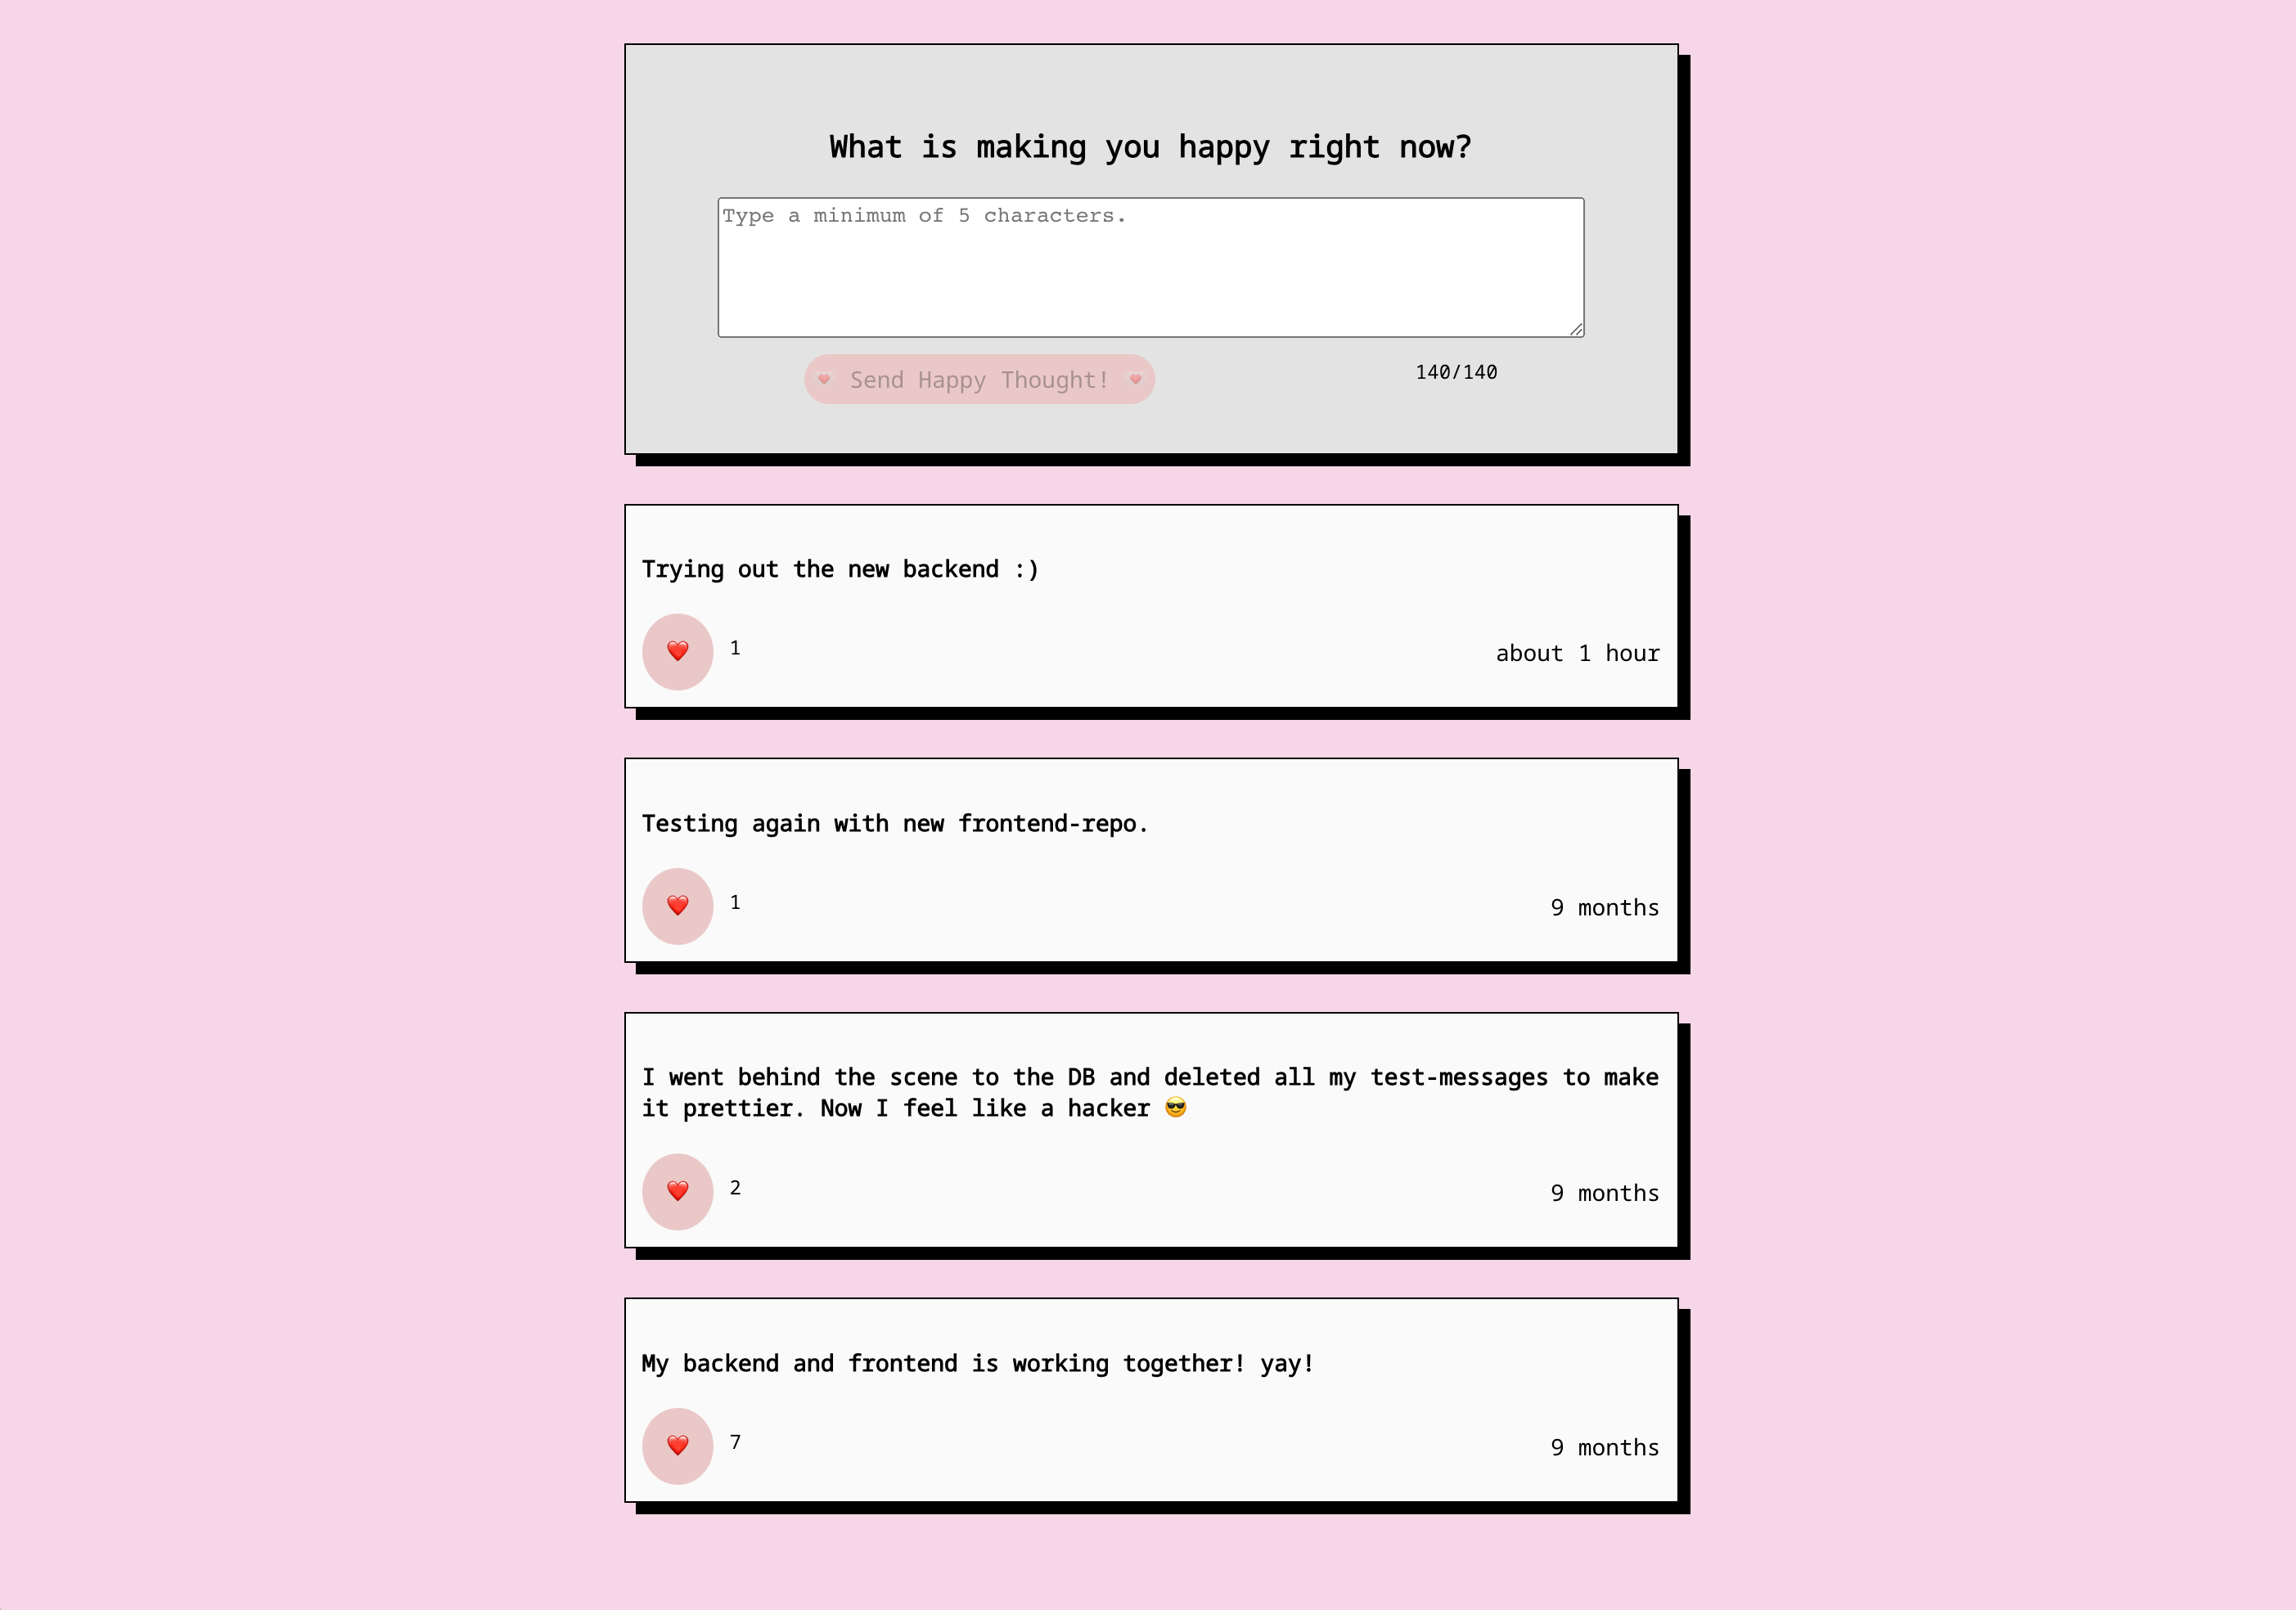 What is making you happy right now?
Type a minimum of 5 characters.
❤️ Send Happy Thought! ❤️
140/140
Trying out the new backend :)
❤️ 1
about 1 hour
Testing again with new frontend-repo.
❤️ 1
9 months
I went behind the scene to the DB and deleted all my test-messages to make
it prettier. Now I feel like a hacker 😎
❤️ 2
9 months
My backend and frontend is working together! yay!
❤️ 7
9 months